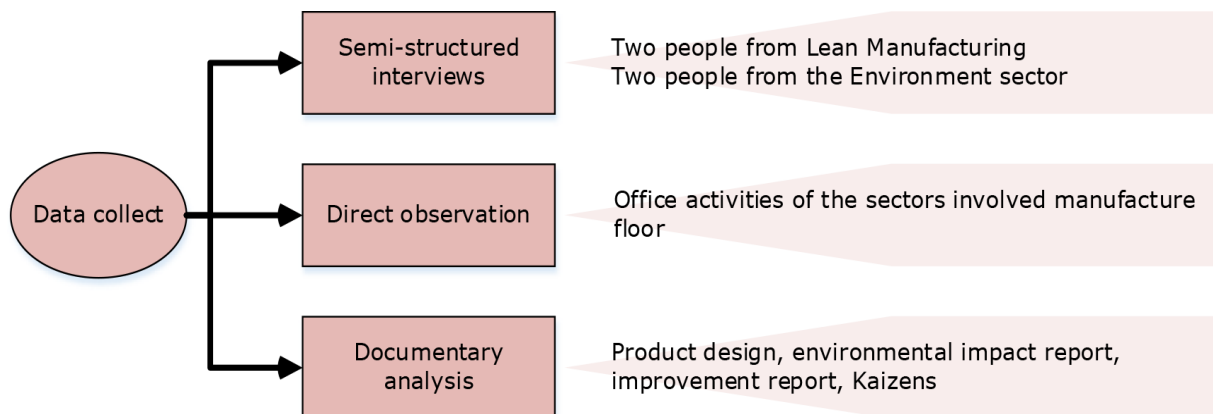 Semi-structured
interviews
Two people from Lean Manufacturing
Two people from the Environment sector
Data collect
Direct observation
Office activities of the sectors involved manufacture
floor
Documentary
analysis
Product design, environmental impact report,
improvement report, Kaizens